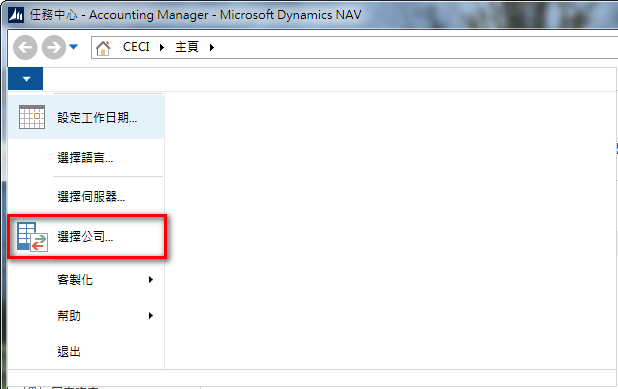 任務中心 - Accounting Manager - Microsoft Dynamics NAV
CECI 主頁
設定工作日期...
選擇語言...
選擇伺服器...
選擇公司...
客製化
幫助
退出